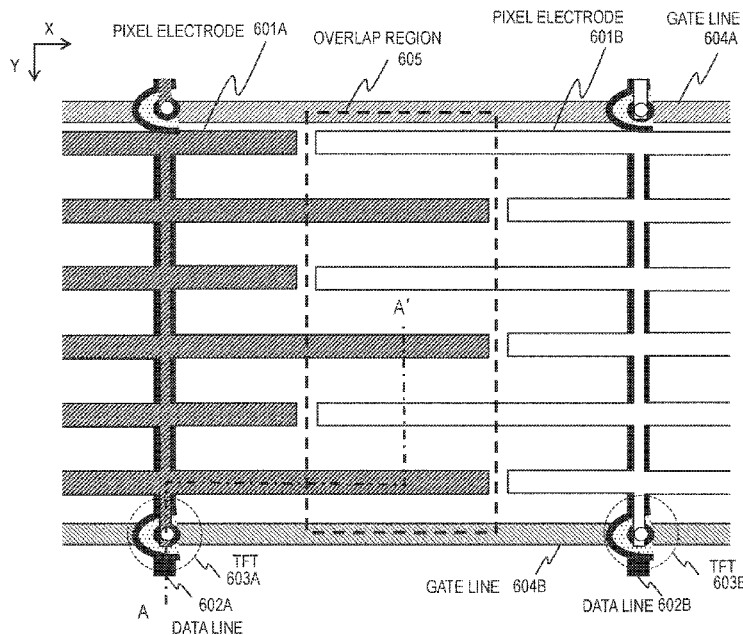 X
Y
PIXEL ELECTRODE 601A
OVERLAP REGION
605
PIXEL ELECTRODE
601B
GATE LINE
604A
A'
TFT
603A
602A
DATA LINE
A
GATE LINE 604B
DATA LINE 602B
TFT
603B